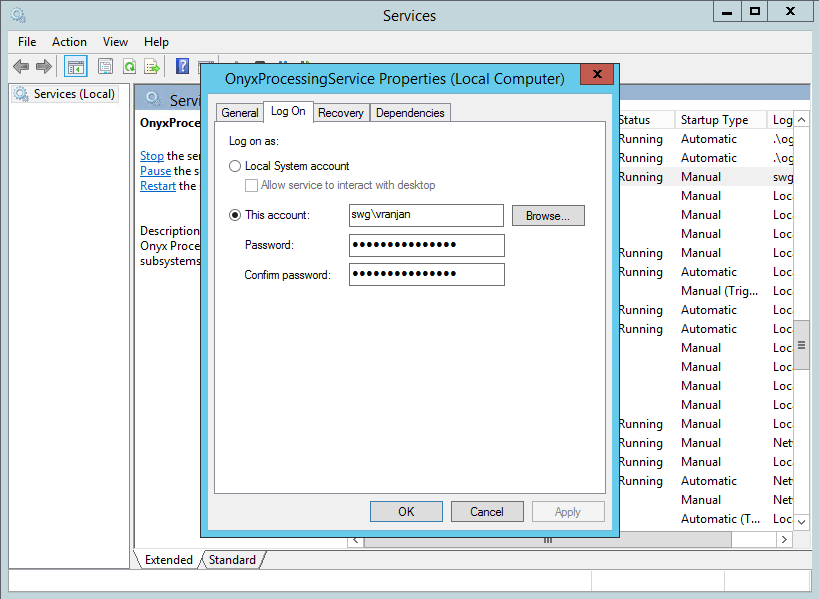 Services
File Action View Help
Services (Local)
OnyxProcessingService Properties (Local Computer)
General Log On Recovery Dependencies
Log on as:
Local System account
Allow service to interact with desktop
This account: swg\vranjan Browse...
Password: ●●●●●●●●●●●●●●●
Confirm password: ●●●●●●●●●●●●●●●
OK Cancel Apply
Servi
OnyxProce
Stop the ser
Pause the s
Restart the s
Description
Onyx Proce
subsystems
Status Startup Type Log
Running Automatic .\og
Running Automatic .\og
Running Manual swg
Manual Loc
Manual Loc
Manual Loc
Running Manual Loc
Running Automatic Loc
Manual (Trig... Loc
Running Automatic Loc
Running Automatic Loc
Manual Loc
Manual Loc
Manual Loc
Manual Loc
Running Manual Loc
Running Manual Net
Running Manual Loc
Running Automatic Net
Manual Net
Automatic (T... Loc
Extended Standard